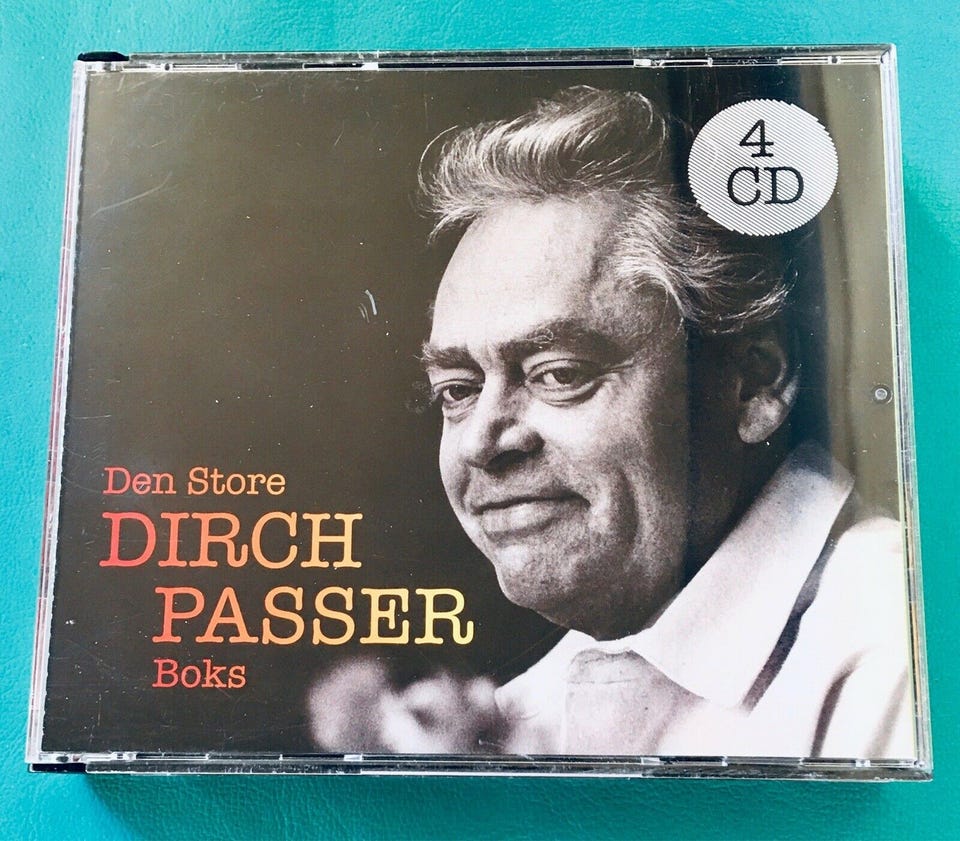 4
CD
Den Store
DIRCH
PASSER
Boks